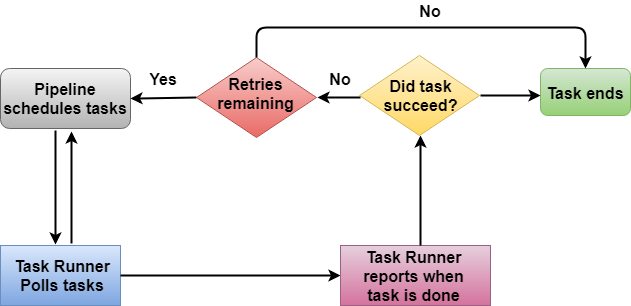 No
Pipeline
schedules tasks
Yes
Retries
remaining
No
Did task
succeed?
Task ends
Task Runner
Polls tasks
Task Runner
reports when
task is done